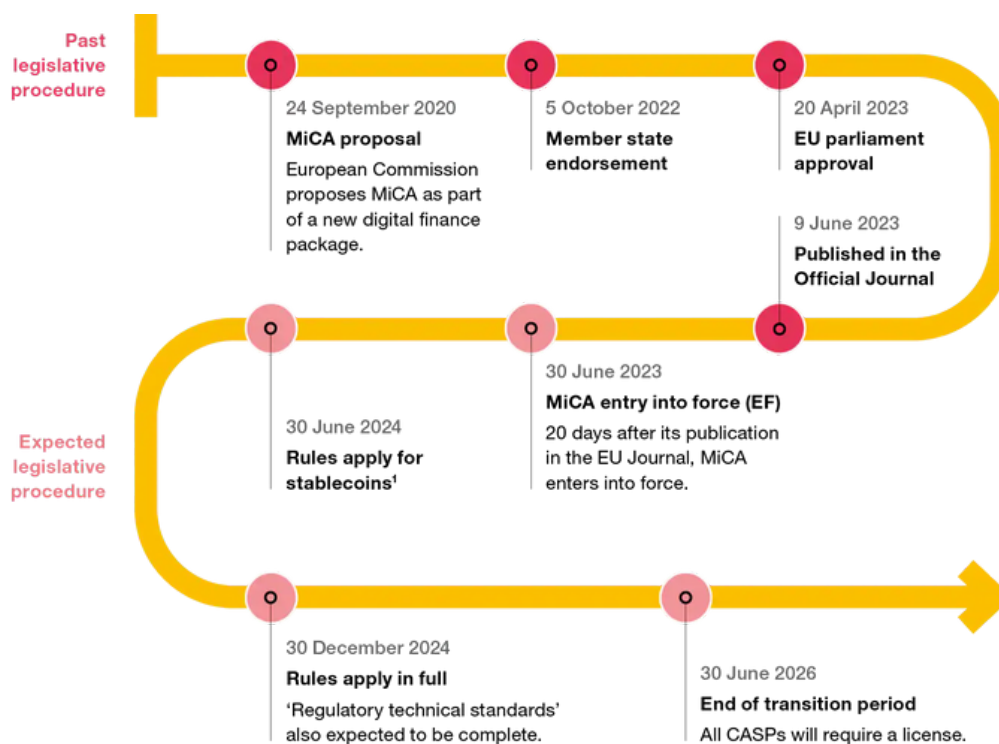 Past
legislative
procedure
24 September 2020
MiCA proposal
European Commission
proposes MiCA as part
of a new digital finance
package.
5 October 2022
Member state
endorsement
20 April 2023
EU parliament
approval
9 June 2023
Published in the
Official Journal
30 June 2023
MiCA entry into force (EF)
20 days after its publication
in the EU Journal, MiCA
enters into force.
30 June 2024
Rules apply for
stablecoins¹
Expected
legislative
procedure
30 December 2024
Rules apply in full
‘Regulatory technical standards’
also expected to be complete.
30 June 2026
End of transition period
All CASPs will require a license.